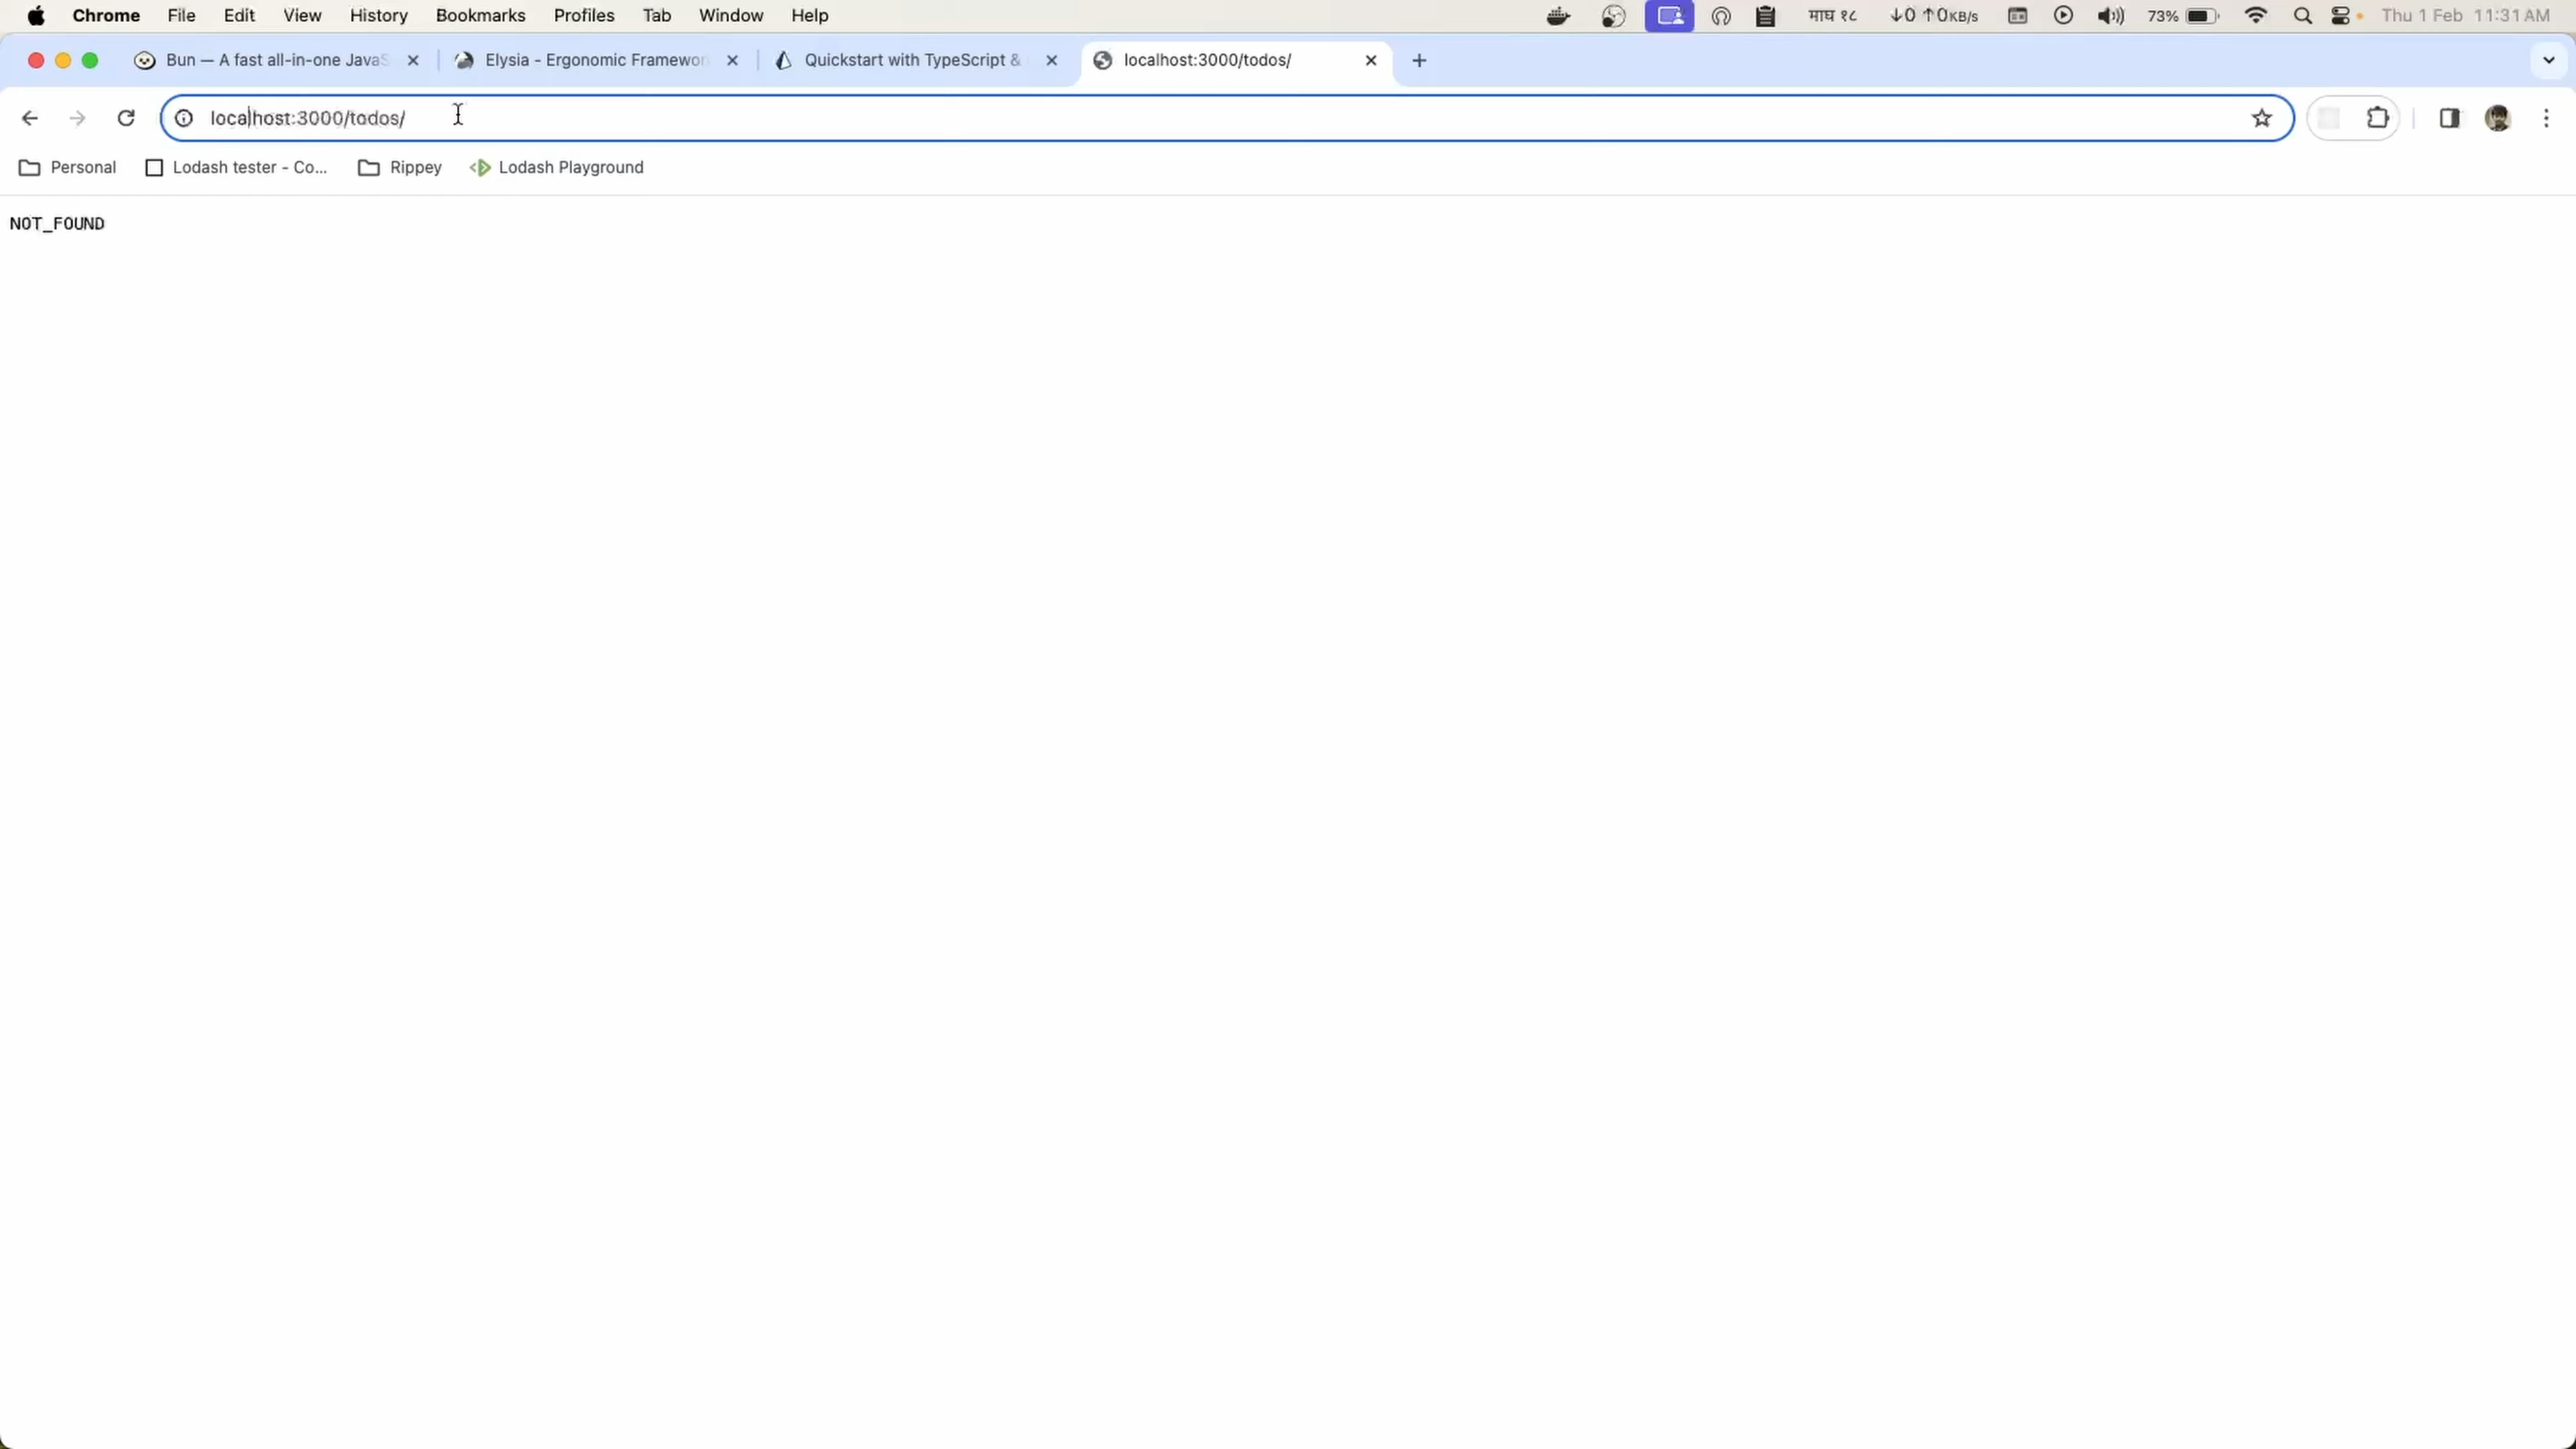 Chrome File Edit View History Bookmarks Profiles Tab Window Help माघ १८ ↓0 ↑0KB/s 73% Thu 1 Feb 11:31 AM
Bun — A fast all-in-one JavaS Elysia - Ergonomic Framewor Quickstart with TypeScript & localhost:3000/todos/
localhost:3000/todos/
Personal Lodash tester - Co... Rippey Lodash Playground
NOT_FOUND